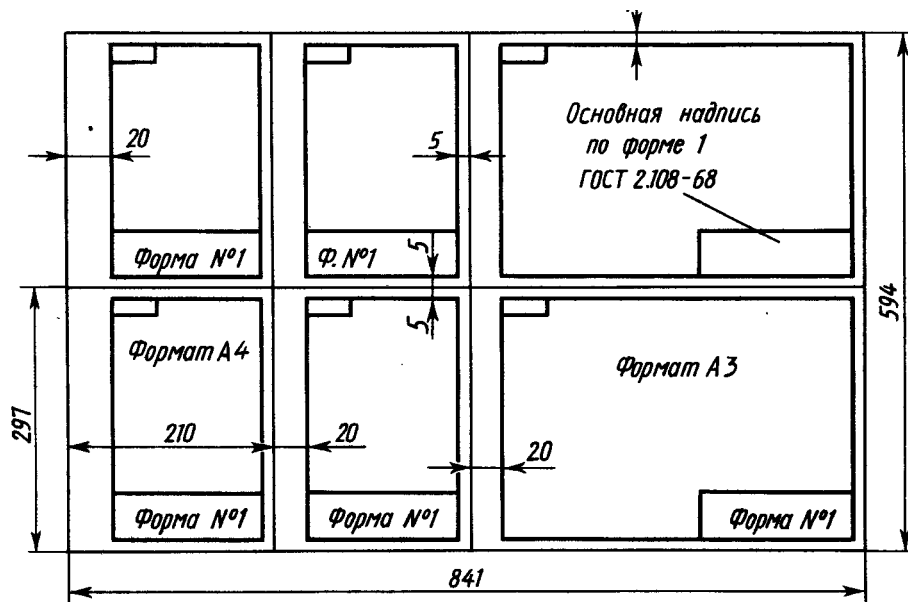 20
5
Основная надпись
по форме 1
ГОСТ 2.108-68
Форма №1
Ф. №1
5
5
594
Формат А4
Формат А3
297
210
20
20
Форма №1
Форма №1
Форма №1
841